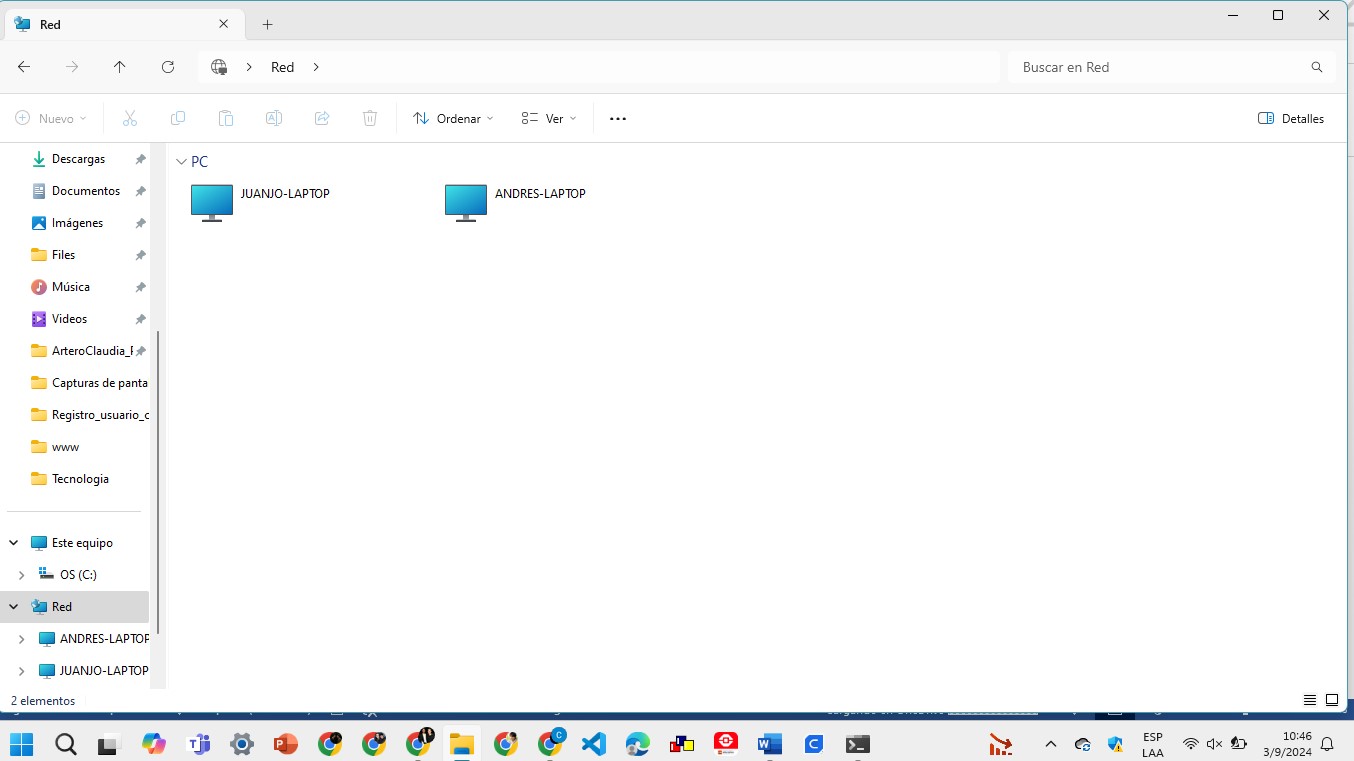 Red
Red
Buscar en Red
Nuevo
Ordenar
Ver
Detalles
Descargas
Documentos
Imágenes
Files
Música
Videos
ArteroClaudia_F
Capturas de panta
Registro_usuario_c
www
Tecnologia
Este equipo
OS (C:)
Red
ANDRES-LAPTOP
JUANJO-LAPTOP
PC
JUANJO-LAPTOP
ANDRES-LAPTOP
2 elementos
ESP
LAA
10:46
3/9/2024